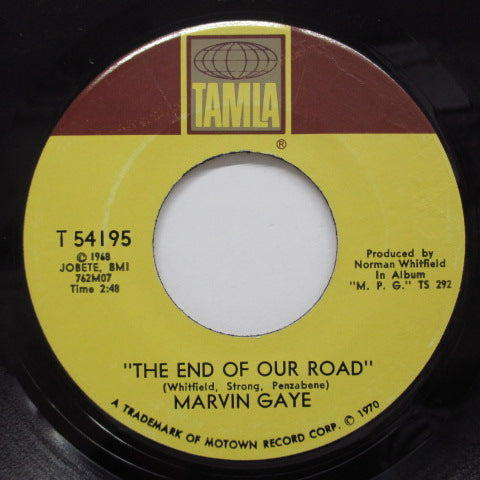 TAMLA
®
T 54195
© 1968
JOBETE, BMI
762M07
Time 2:48
Produced by
Norman Whitfield
In Album
"M. P. G." TS 292
"THE END OF OUR ROAD"
(Whitfield, Strong, Penzabene)
MARVIN GAYE
A TRADEMARK OF MOTOWN RECORD CORP. © 1970